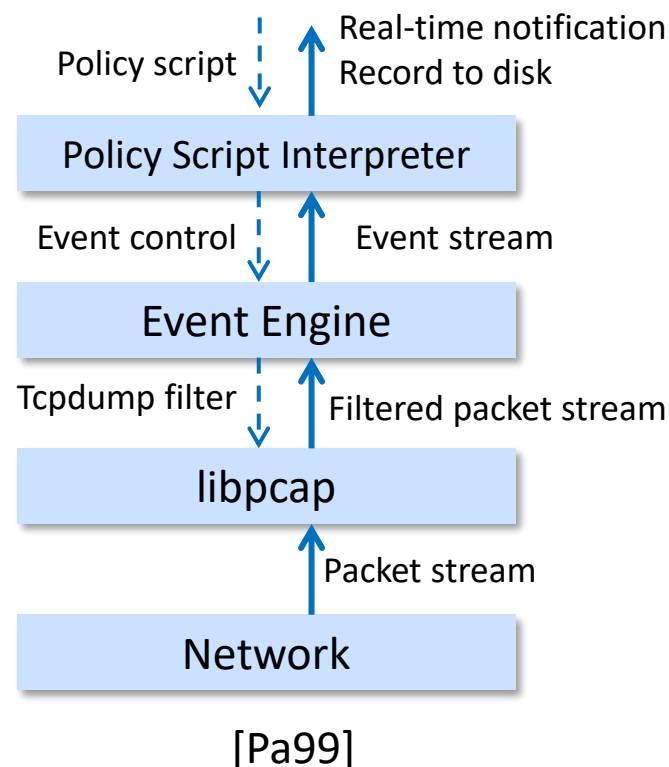 Policy script
Real-time notification
Record to disk
Policy Script Interpreter
Event control
Event stream
Event Engine
Tcpdump filter
Filtered packet stream
libpcap
Packet stream
Network
[Pa99]